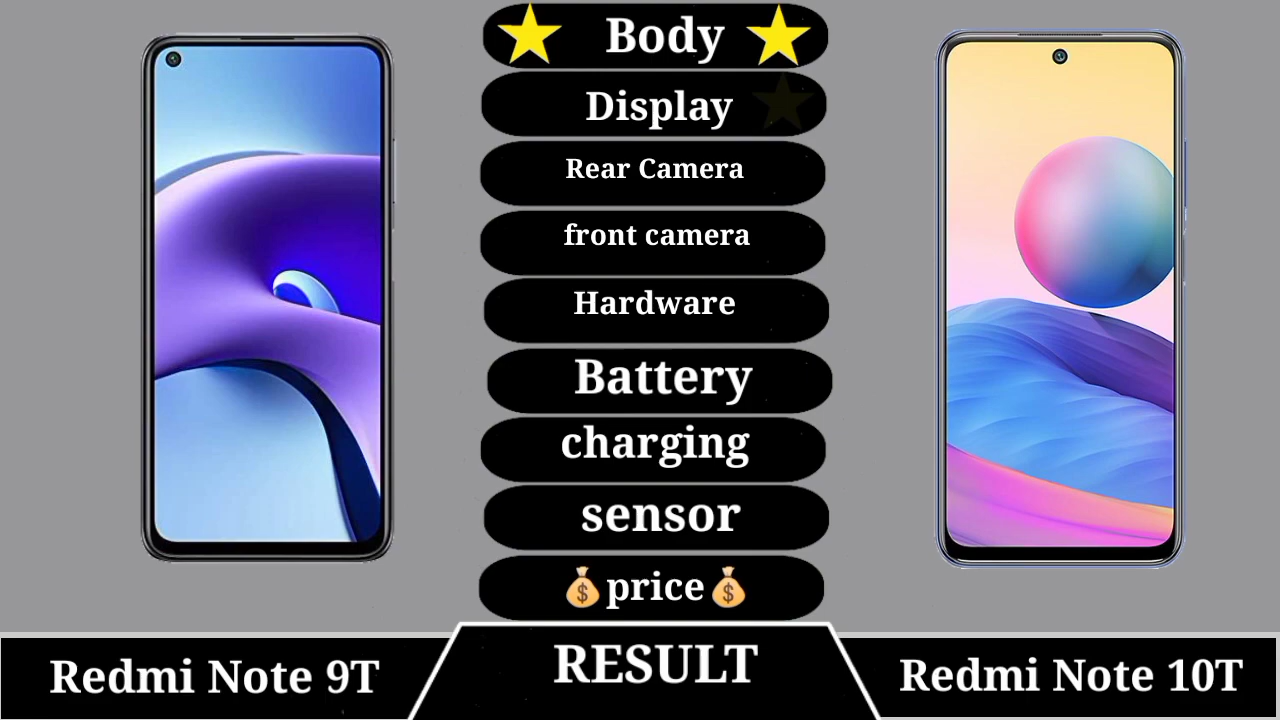 Body
Display
Rear Camera
front camera
Hardware
Battery
charging
sensor
💰price💰
RESULT
Redmi Note 9T
Redmi Note 10T